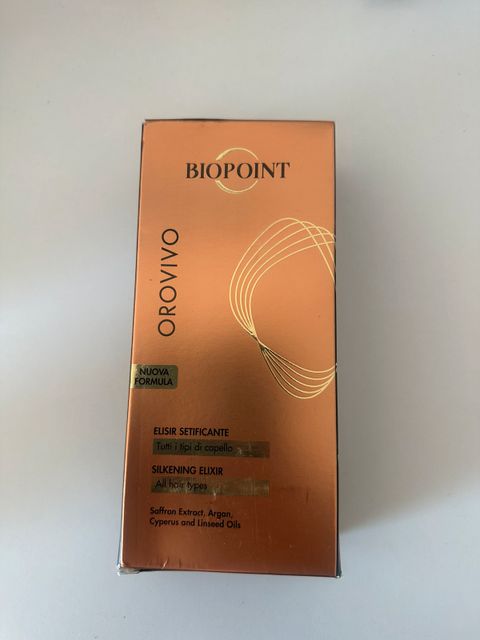 BIOPOINT
OROVIVO
NUOVA
FORMULA
ELISIR SETIFICANTE
Tutti i tipi di capello
SILKENING ELIXIR
All hair types
Saffron Extract, Argan,
Cyperus and Linseed Oils